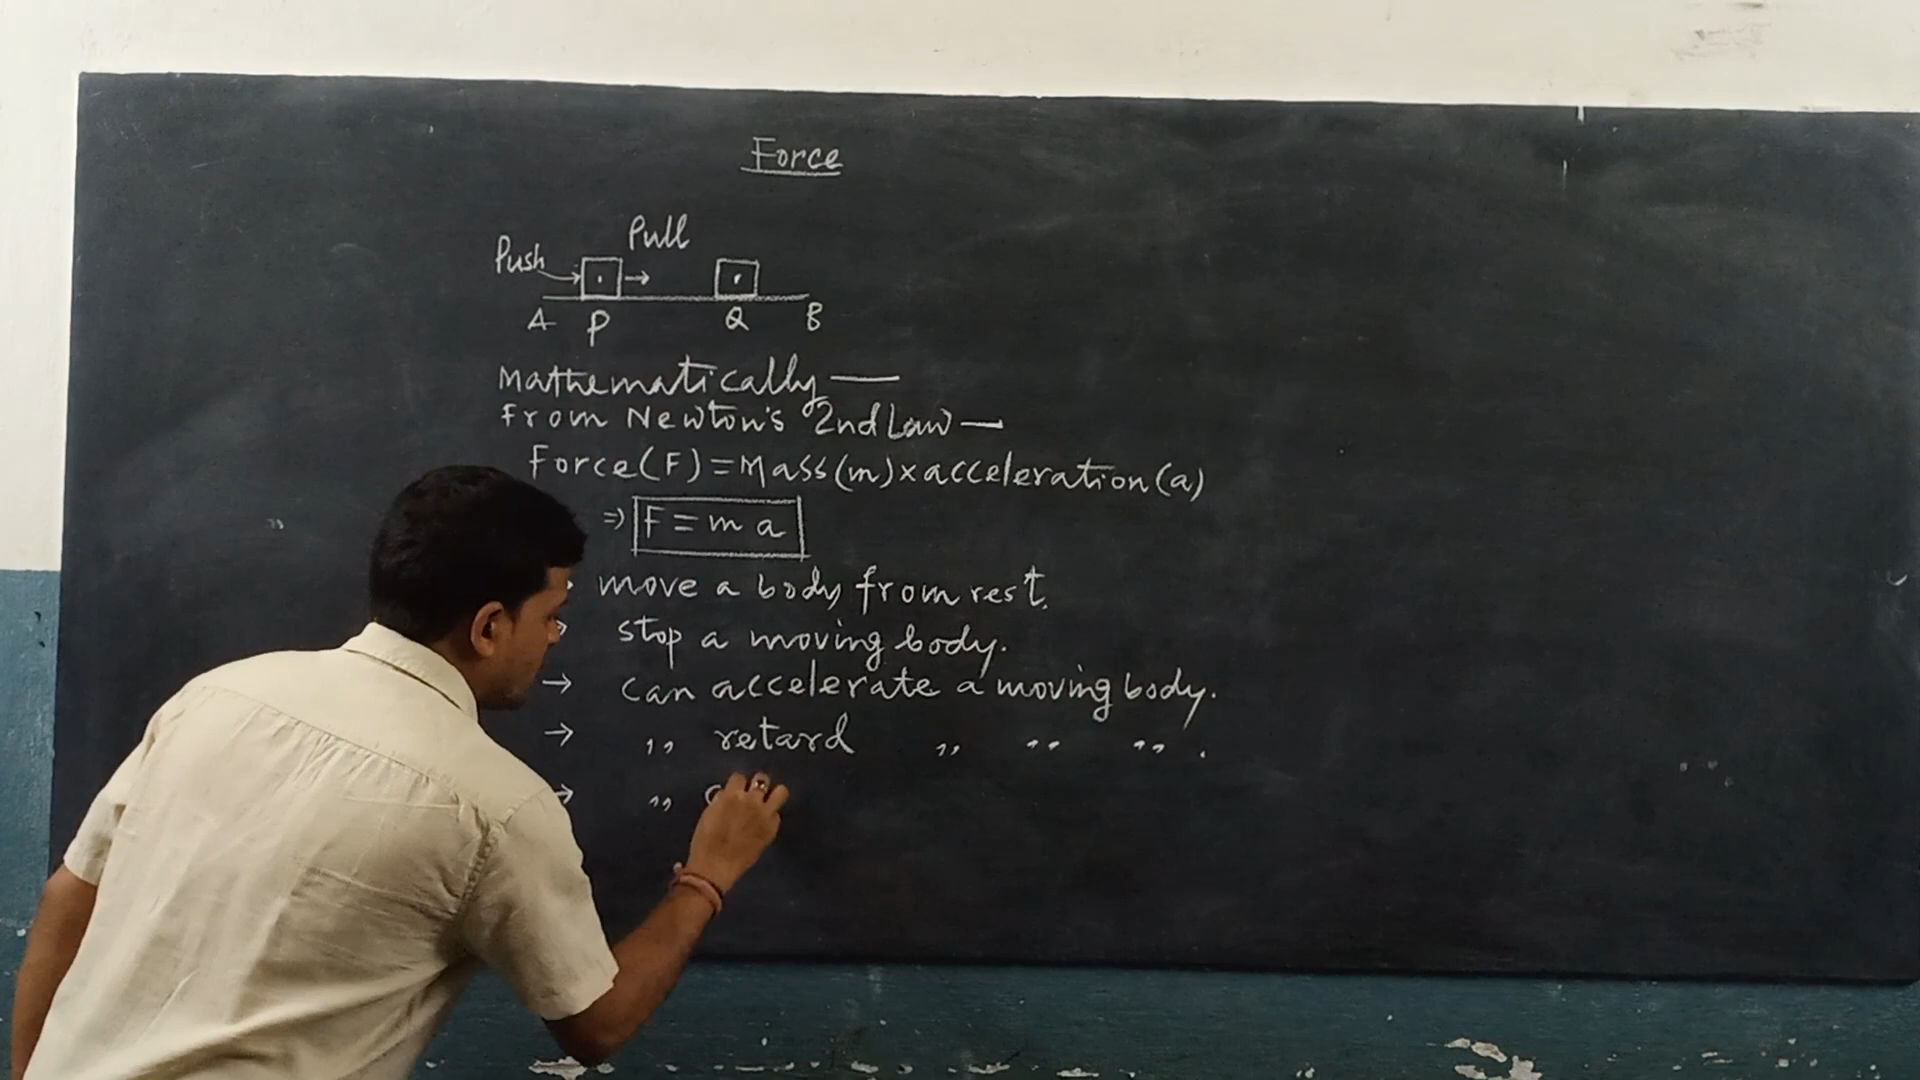 Force
Pull
Push
A P Q B
Mathematically —
From Newton's 2nd Law —
Force(F) = Mass(m) × acceleration(a)
⇒ F = m a
move a body from rest.
→ stop a moving body.
→ can accelerate a moving body.
→ ,, retard ,, ,, ,, .
→ ,,